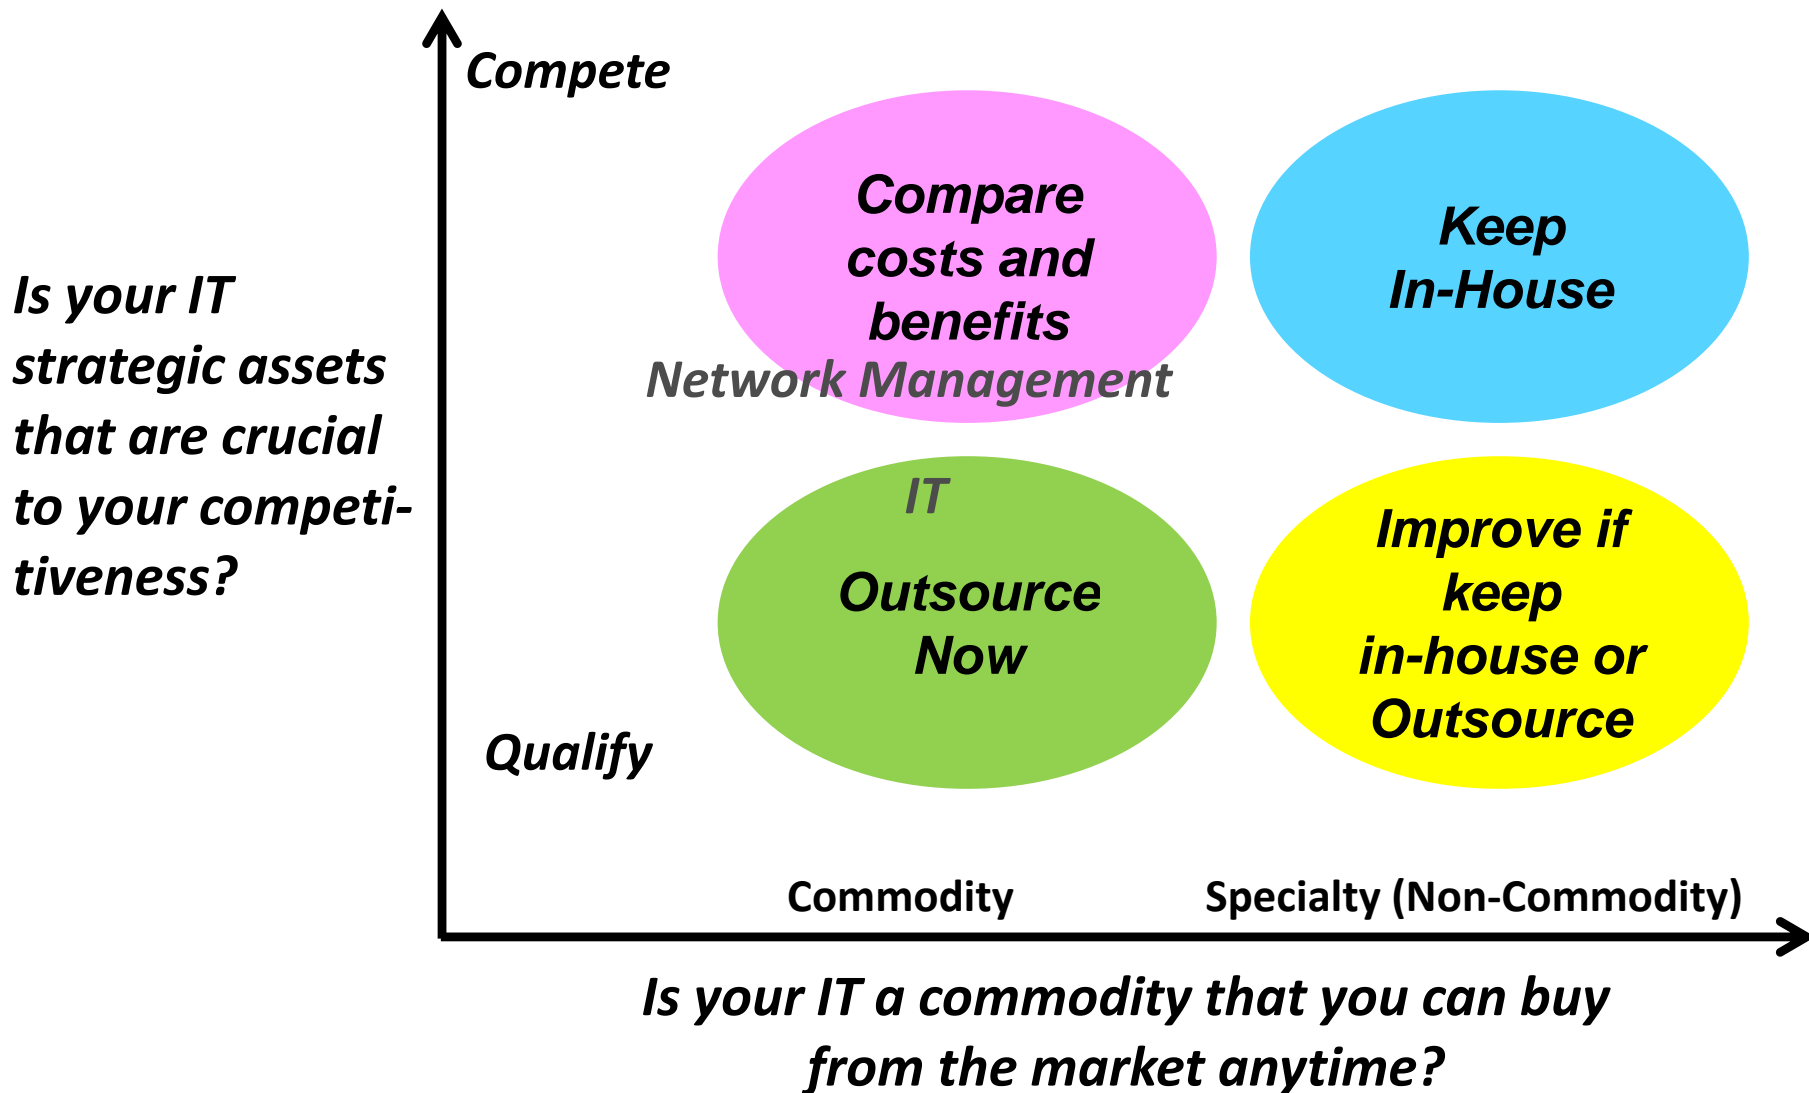 Compete
Compare
costs and
benefits
Network Management
Keep
In-House
Is your IT
strategic assets
that are crucial
to your competi-
tiveness?
IT
Outsource
Now
Improve if
keep
in-house or
Outsource
Qualify
Commodity
Specialty (Non-Commodity)
Is your IT a commodity that you can buy
from the market anytime?